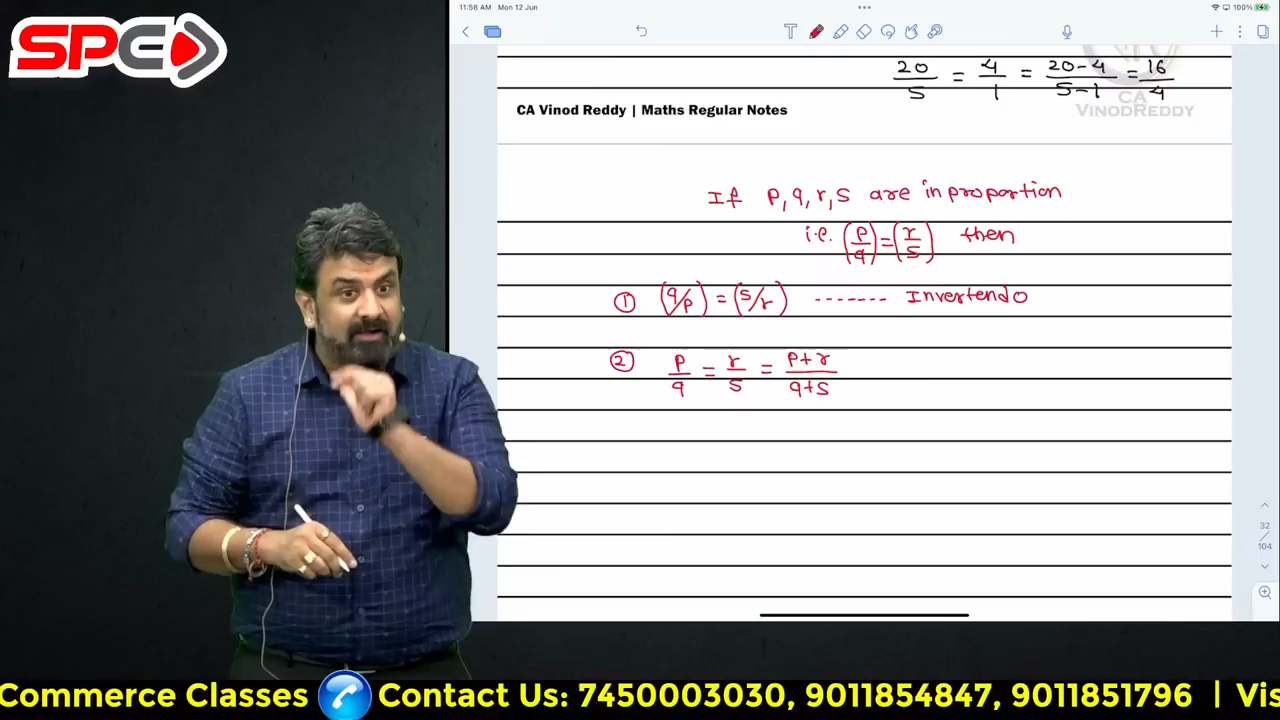 11:58 AM Mon 12 Jun
100%
SPC
20/5 = 4/1 = 20-4/5-1 = 16/4
CA
VINODREDDY
CA Vinod Reddy | Maths Regular Notes
If p, q, r, s are in proportion
i.e. (p/q) = (r/s) then
① (q/p) = (s/r) ------- Invertendo
② p/q = r/s = p+r/q+s
32
/
104
Commerce Classes Contact Us: 7450003030, 9011854847, 9011851796 | Vis